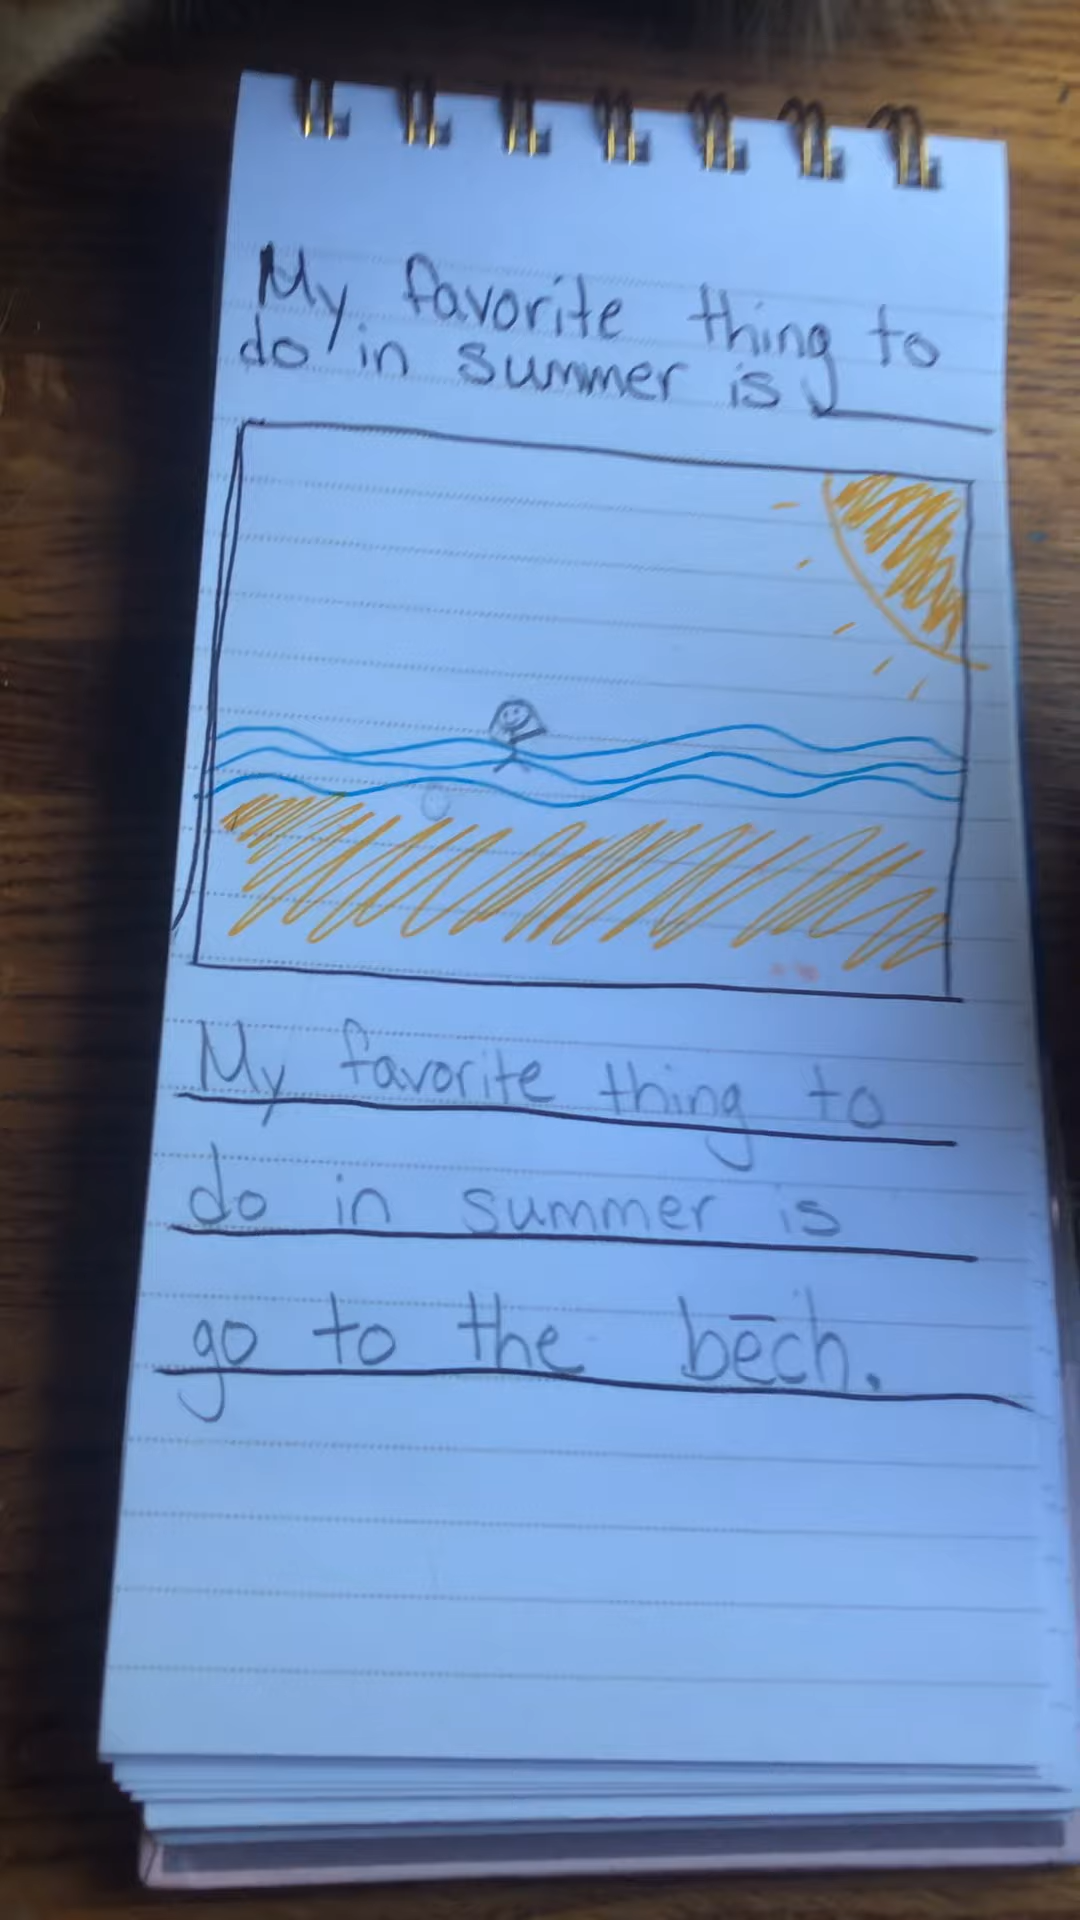 My favorite thing to
do in summer is ____
My favorite thing to
do in summer is
go to the bēch.